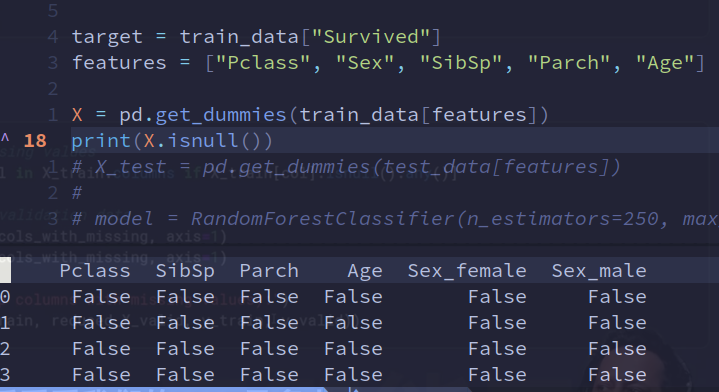 5
4 target = train_data["Survived"]
3 features = ["Pclass", "Sex", "SibSp", "Parch", "Age"]
2
1 X = pd.get_dummies(train_data[features])
^ 18 print(X.isnull())
1 # X_test = pd.get_dummies(test_data[features])
2 #
3 # model = RandomForestClassifier(n_estimators=250, max
cols_with_missing, axis=1)
Pclass SibSp Parch Age Sex_female Sex_male
0 False False False False False False
1 False False False False False False
2 False False False False False False
3 False False False False False False